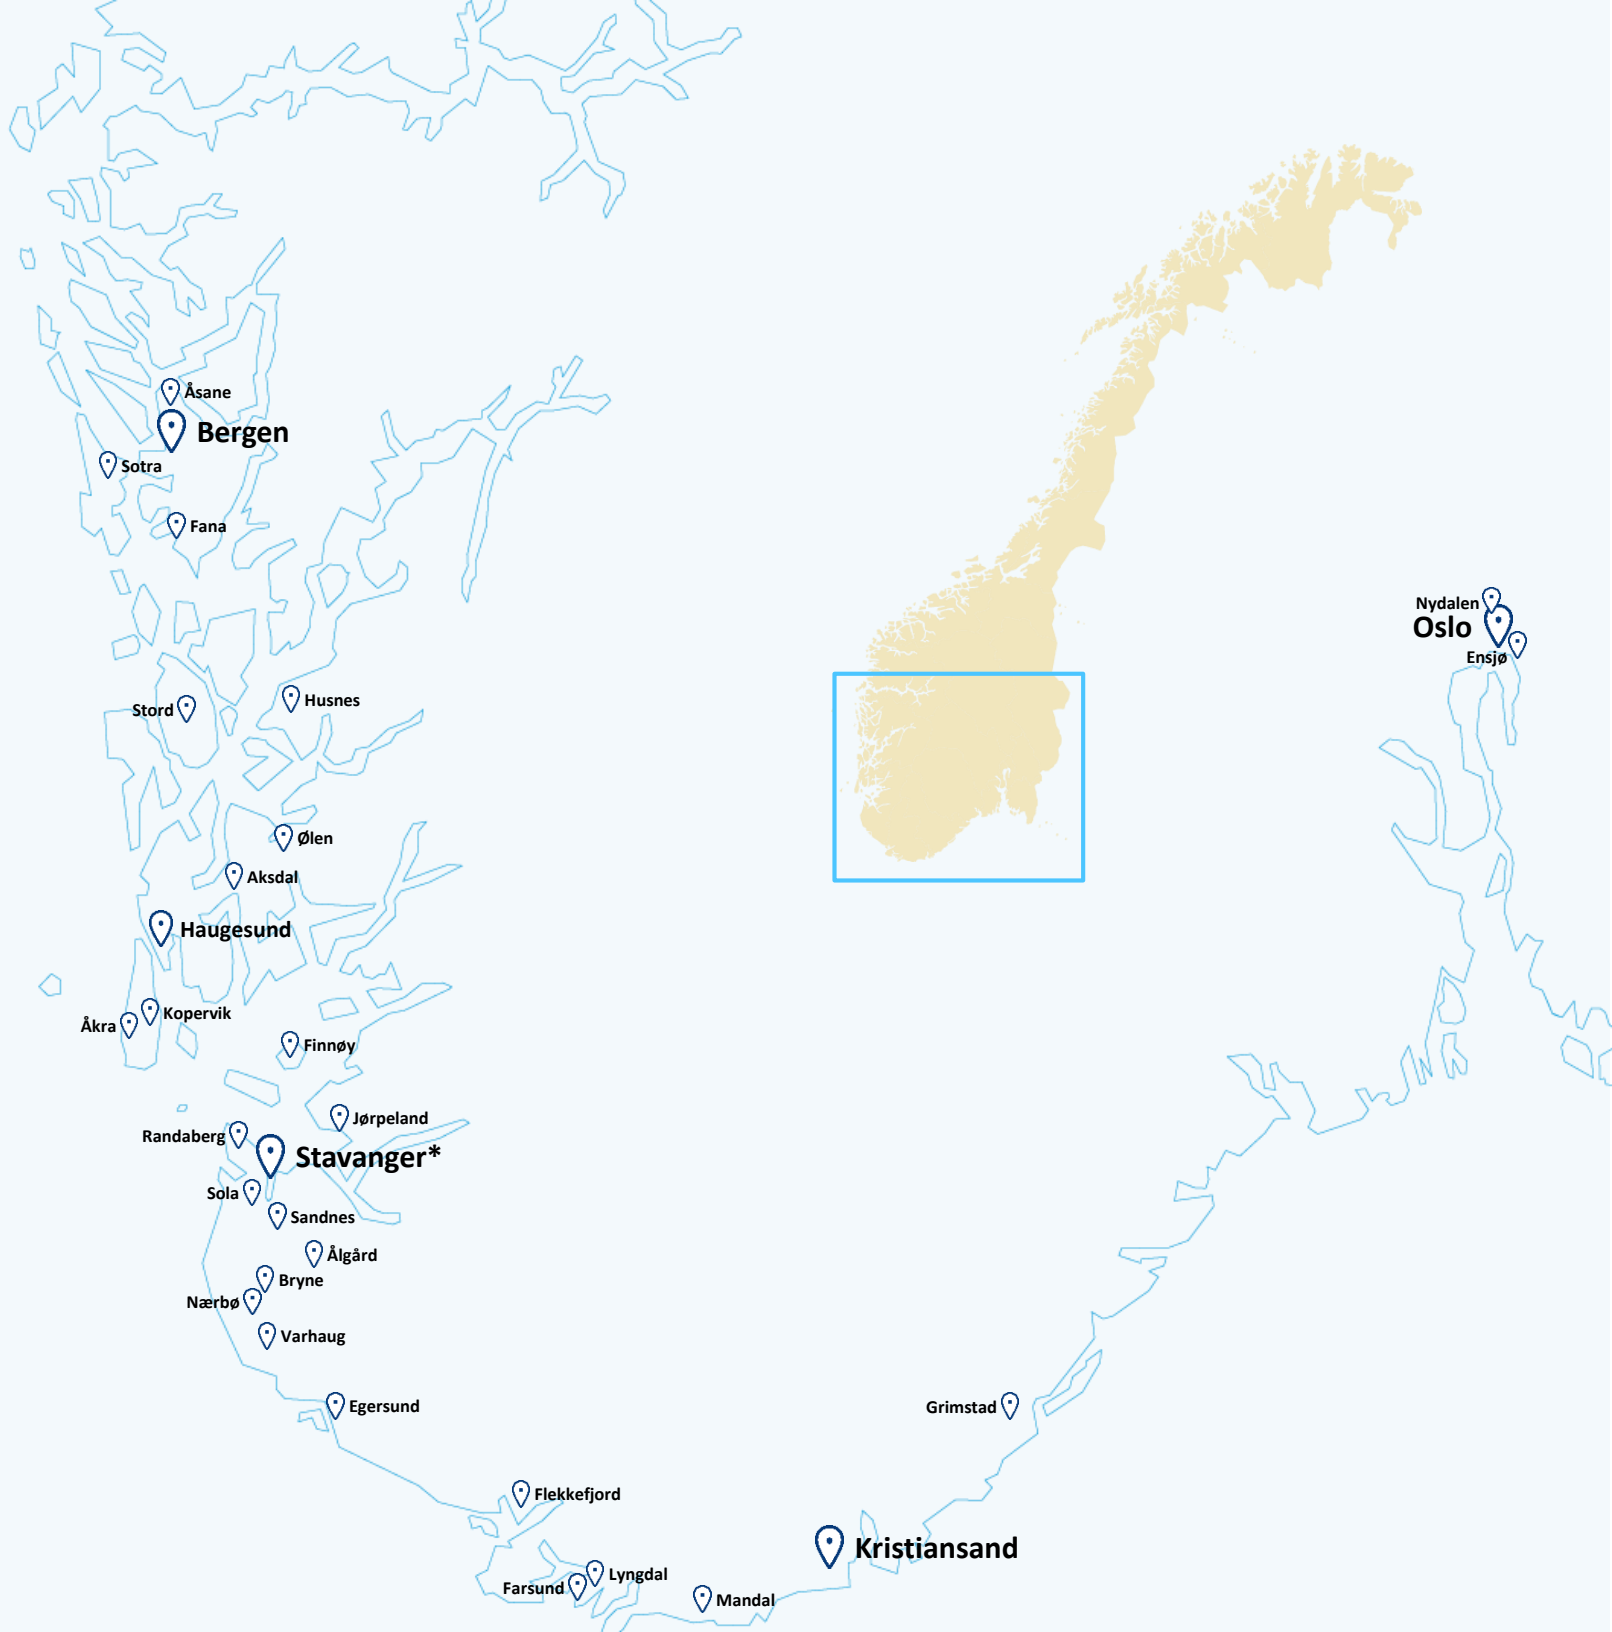 Åsane
Bergen
Sotra
Fana
Nydalen
Oslo
Ensjø
Husnes
Stord
Ølen
Aksdal
Haugesund
Kopervik
Åkra
Finnøy
Jørpeland
Randaberg
Stavanger*
Sola
Sandnes
Ålgård
Bryne
Nærbø
Varhaug
Egersund
Grimstad
Flekkefjord
Kristiansand
Lyngdal
Farsund
Mandal